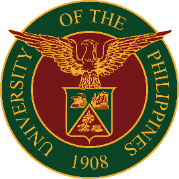 UNIVERSITY OF THE PHILIPPINES
1908